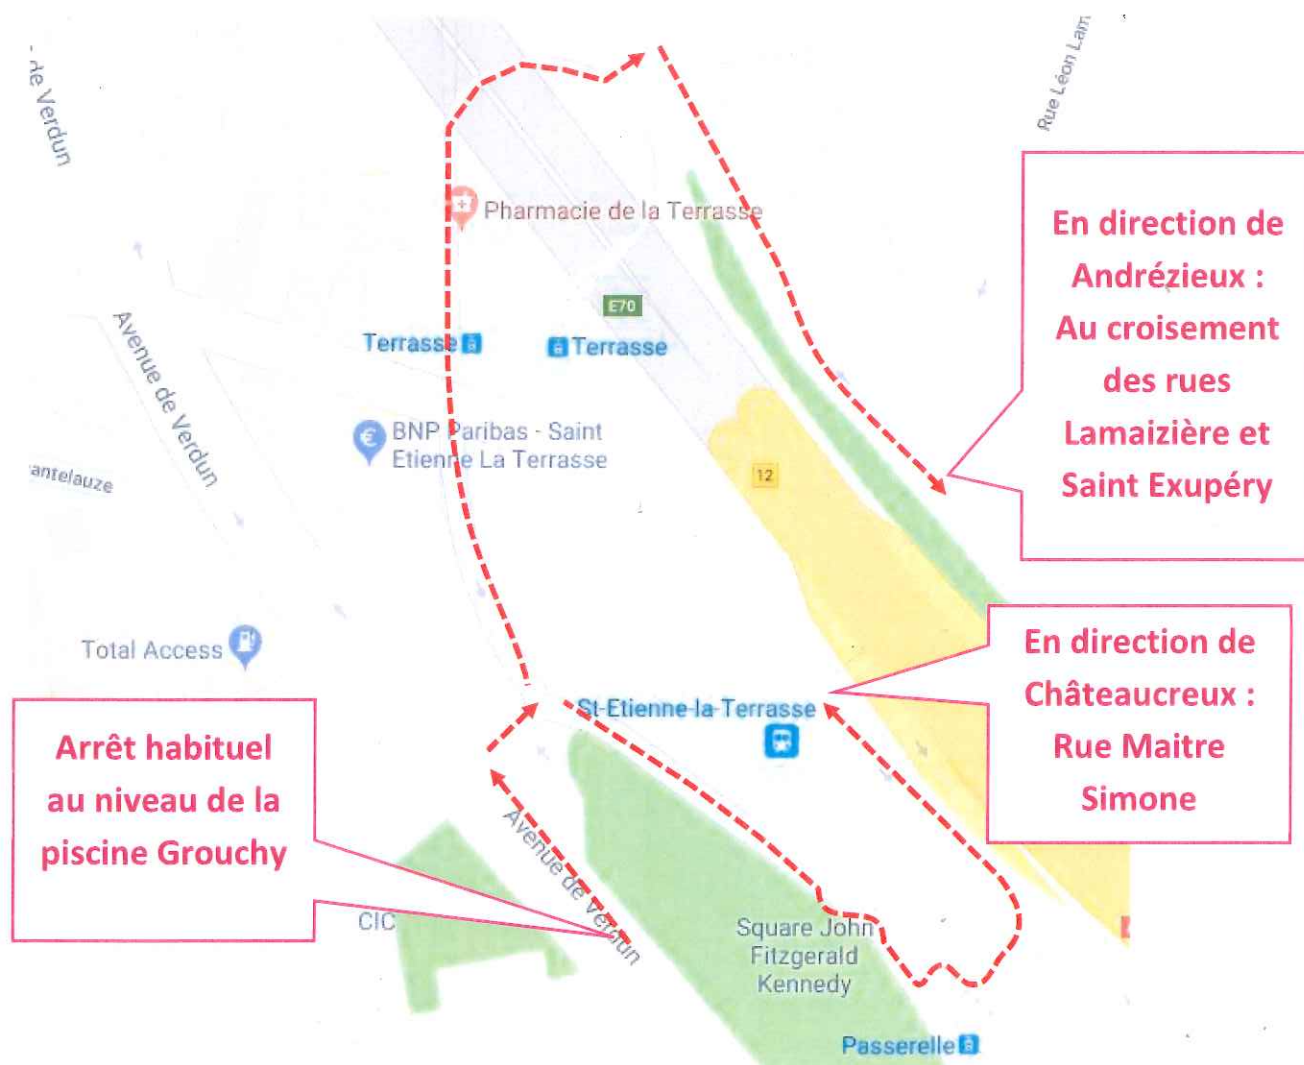 de Verdun
Rue Léon Lam
En direction de
Andrézieux :
Au croisement
des rues
Lamaizière et
Saint Exupéry
Pharmacie de la Terrasse
E70
Terrasse
Terrasse
Avenue de Verdun
BNP Paribas - Saint
Etienne La Terrasse
12
antelauze
Total Access
En direction de
Châteaucreux :
Rue Maitre
Simone
St-Etienne-la-Terrasse
Arrêt habituel
au niveau de la
piscine Grouchy
Avenue de Verdun
CIC
Square John
Fitzgerald
Kennedy
Passerelle